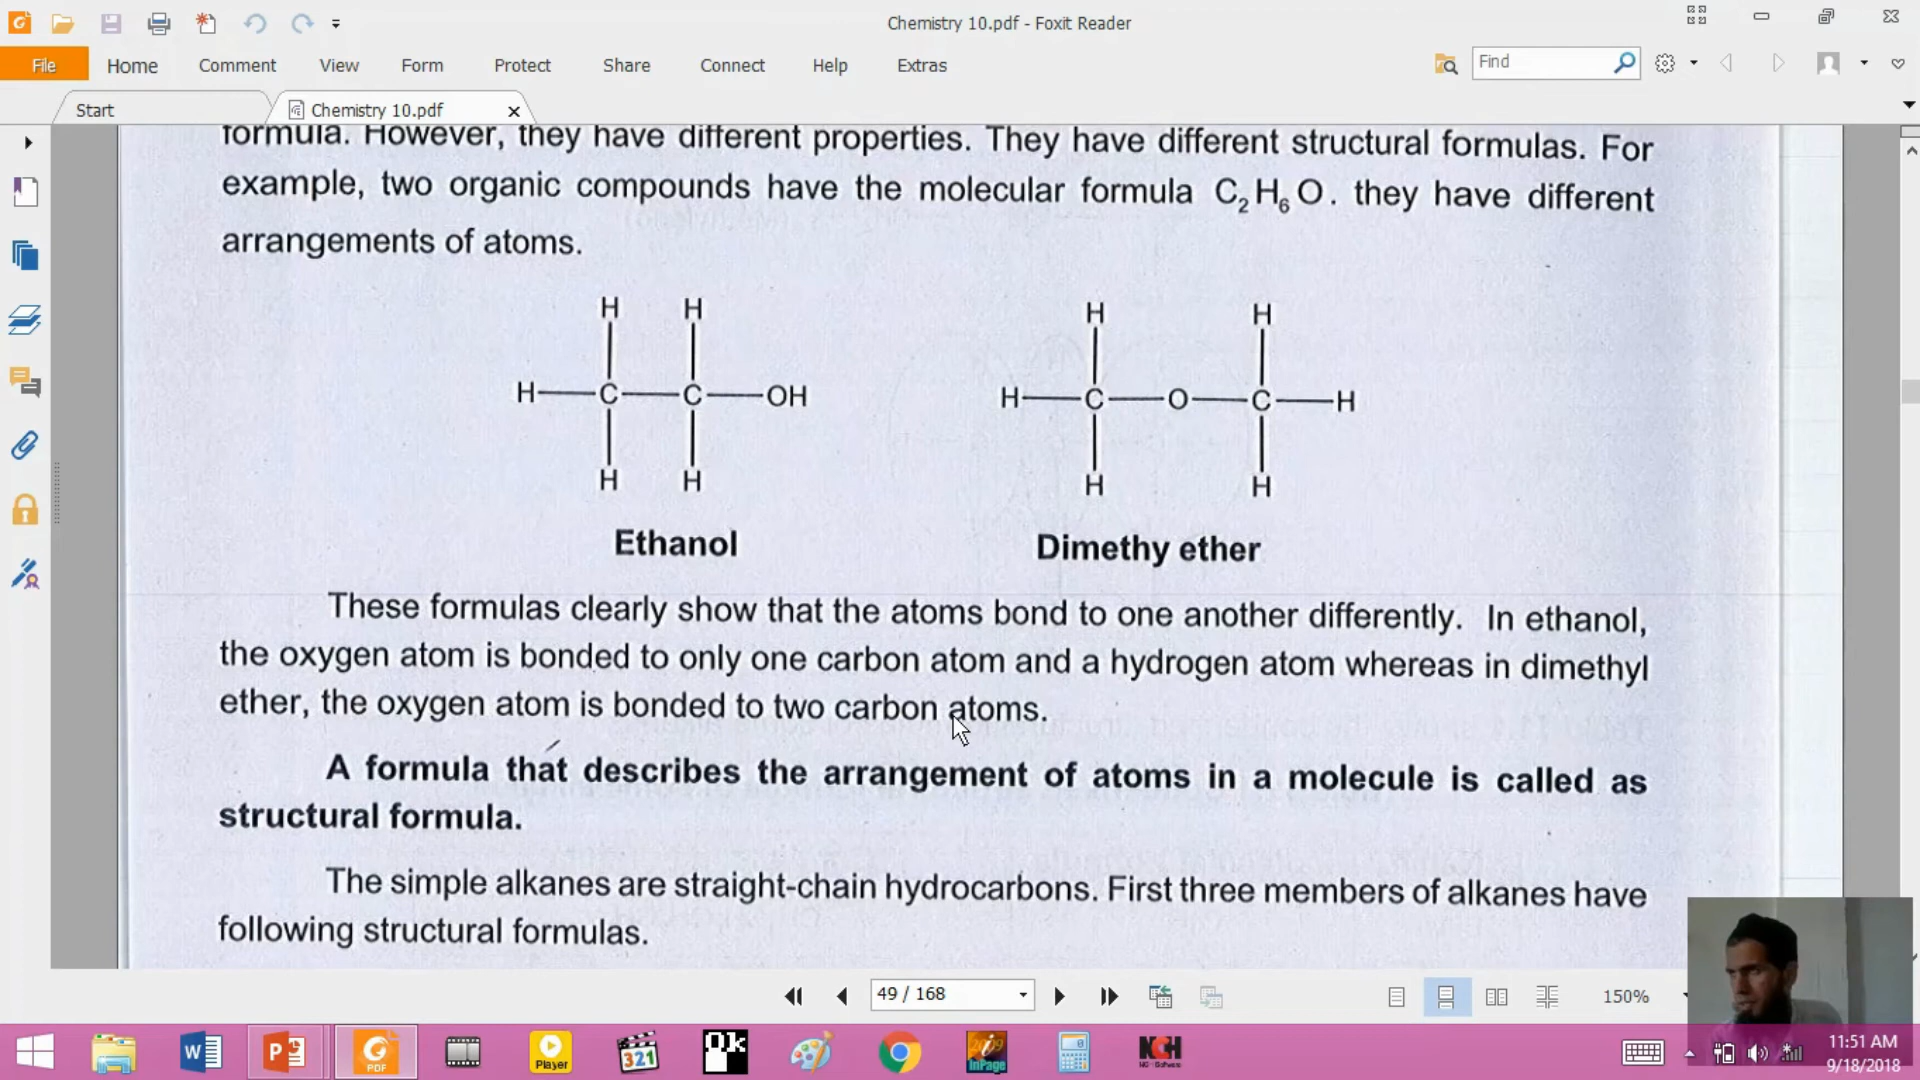 Chemistry 10.pdf - Foxit Reader
File Home Comment View Form Protect Share Connect Help Extras Find
Start Chemistry 10.pdf
formula. However, they have different properties. They have different structural formulas. For
example, two organic compounds have the molecular formula C₂H₆O. they have different
arrangements of atoms.
H H H H
H C C OH H C O C H
H H H H
Ethanol Dimethy ether
These formulas clearly show that the atoms bond to one another differently. In ethanol,
the oxygen atom is bonded to only one carbon atom and a hydrogen atom whereas in dimethyl
ether, the oxygen atom is bonded to two carbon atoms.
A formula that describes the arrangement of atoms in a molecule is called as
structural formula.
The simple alkanes are straight-chain hydrocarbons. First three members of alkanes have
following structural formulas.
49 / 168 150%
PDF Player 321 Ok InPage NCH
11:51 AM
9/18/2018